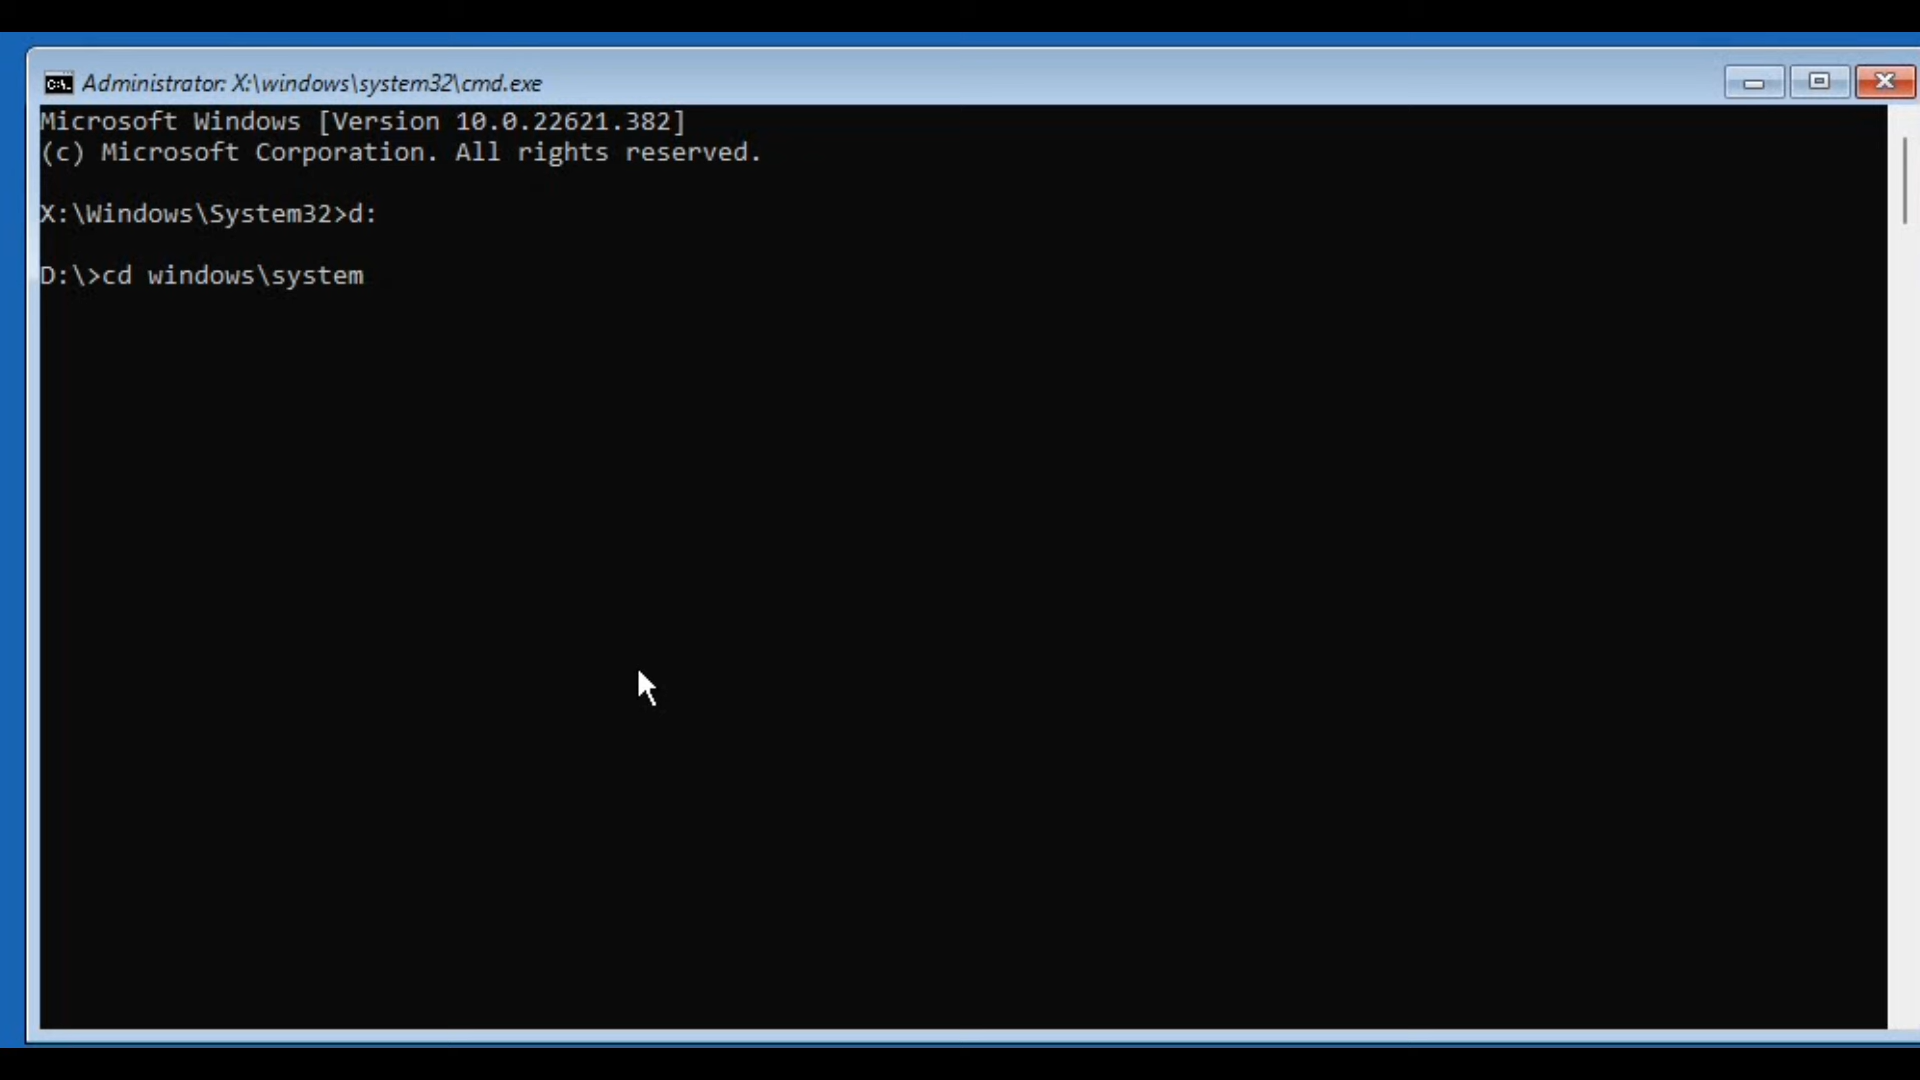 Administrator: X:\windows\system32\cmd.exe
Microsoft Windows [Version 10.0.22621.382]
(c) Microsoft Corporation. All rights reserved.
X:\Windows\System32>d:
D:\>cd windows\system